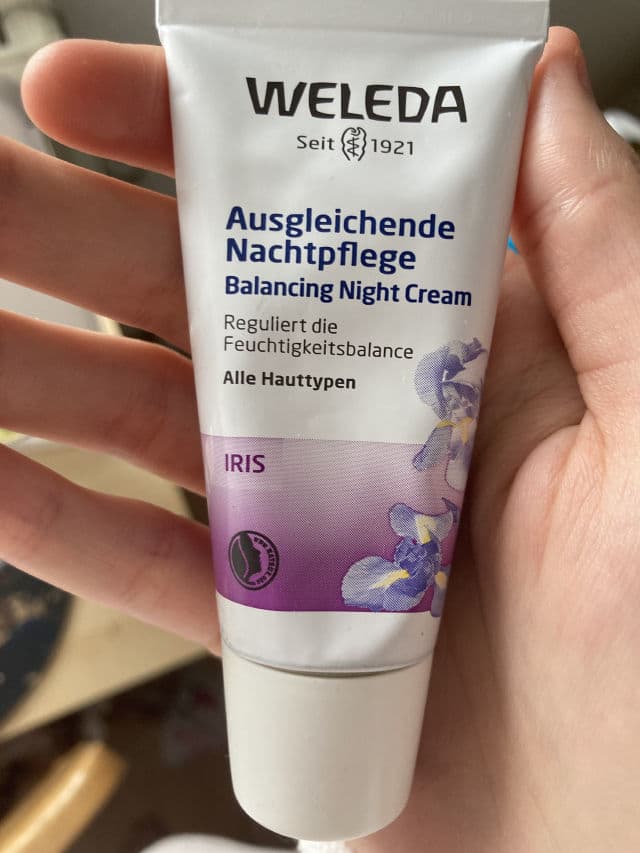 WELEDA
Seit 1921
Ausgleichende
Nachtpflege
Balancing Night Cream
Reguliert die
Feuchtigkeitsbalance
Alle Hauttypen
IRIS